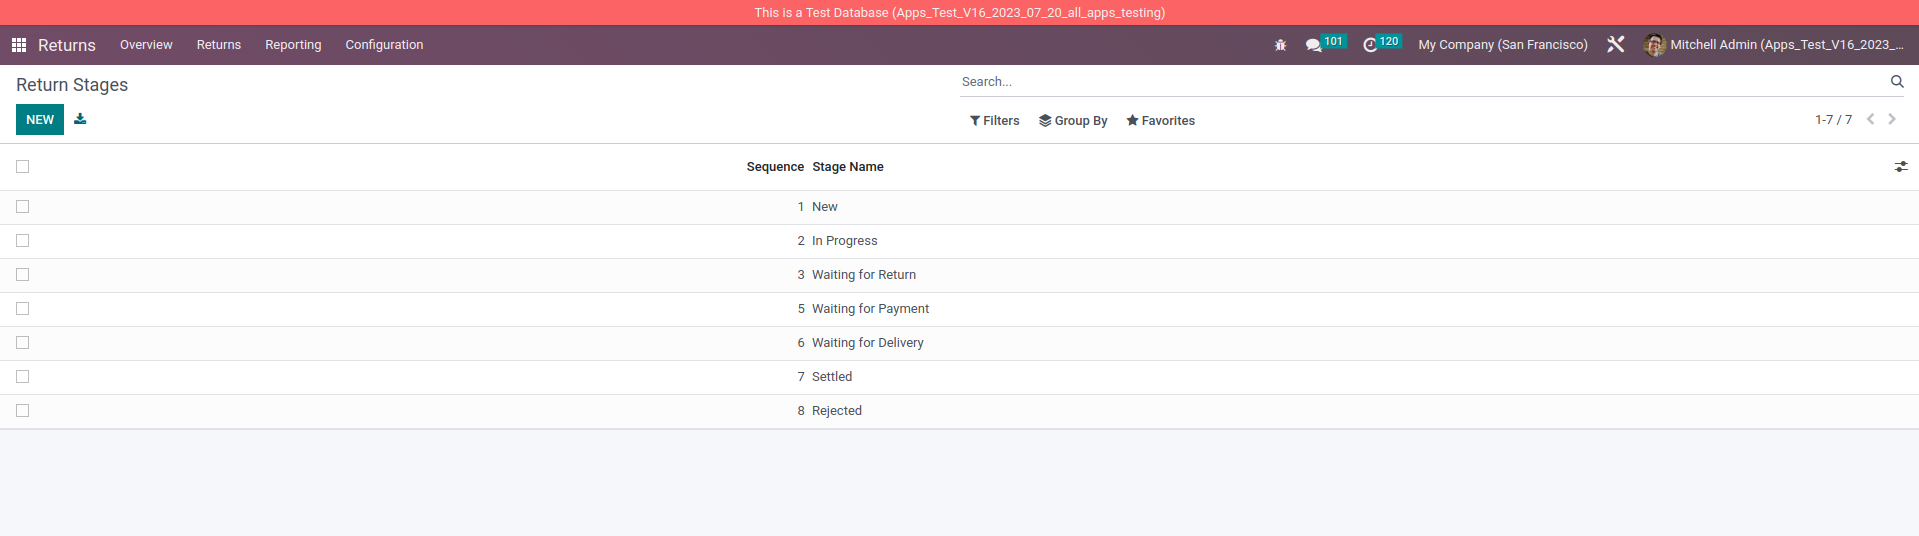 This is a Test Database (Apps_Test_V16_2023_07_20_all_apps_testing)
Returns Overview Returns Reporting Configuration 101 120 My Company (San Francisco) Mitchell Admin (Apps_Test_V16_2023_...
Return Stages
Search...
NEW
Filters Group By Favorites 1-7 / 7
Sequence Stage Name
1 New
2 In Progress
3 Waiting for Return
5 Waiting for Payment
6 Waiting for Delivery
7 Settled
8 Rejected